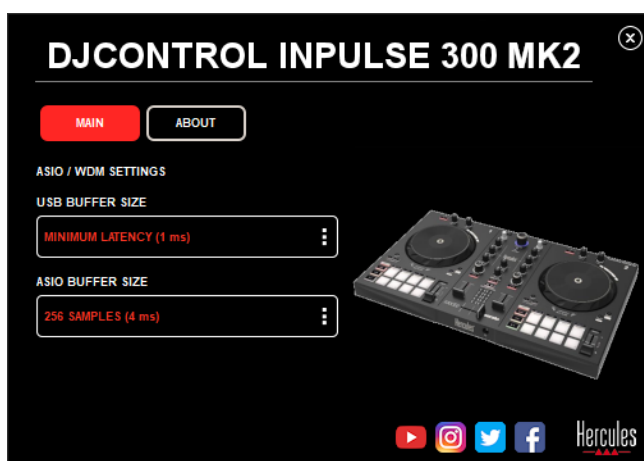 DJCONTROL INPULSE 300 MK2
MAIN
ABOUT
ASIO / WDM SETTINGS
USB BUFFER SIZE
MINIMUM LATENCY (1 ms)
ASIO BUFFER SIZE
256 SAMPLES (4 ms)
Hercules
Hercules